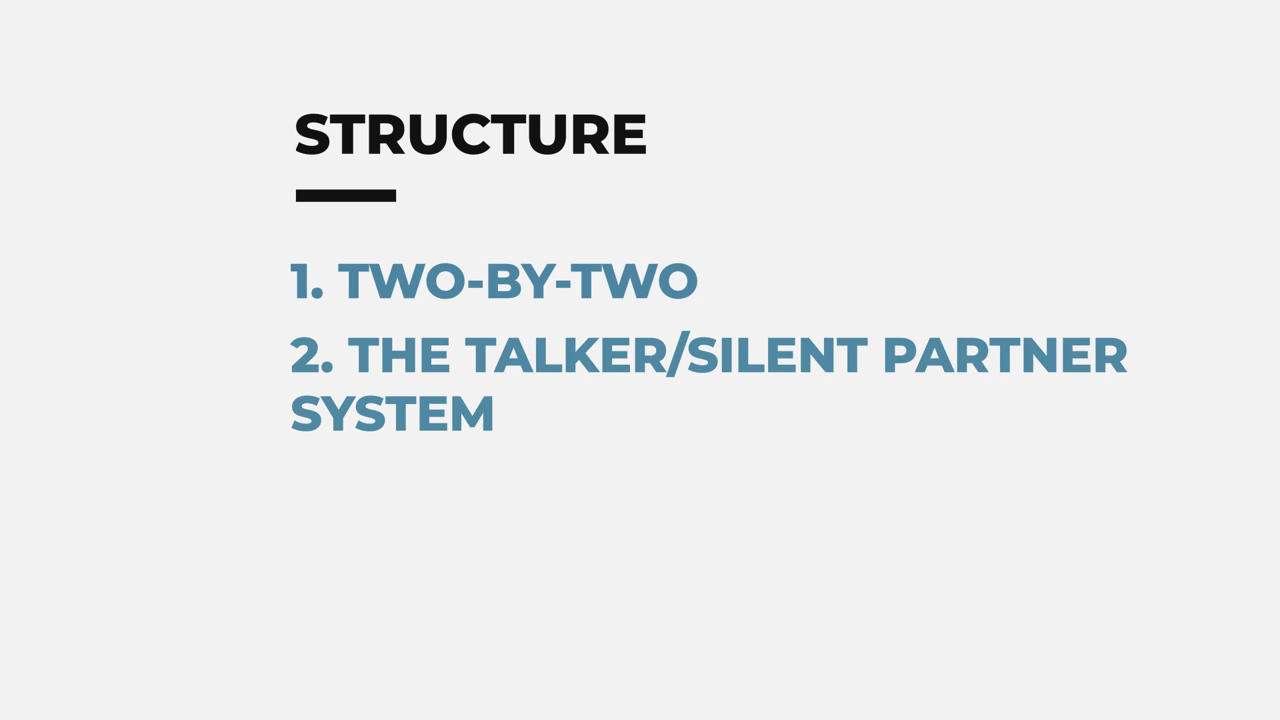 STRUCTURE
1. TWO-BY-TWO
2. THE TALKER/SILENT PARTNER
SYSTEM